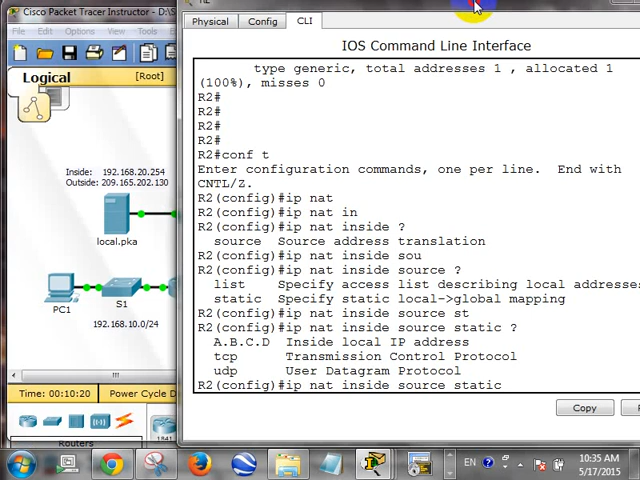 Cisco Packet Tracer Instructor - D:\S
File Edit Options View Tools
Logical
[Root]
Inside: 192.168.20.254
Outside: 209.165.202.130
local.pka
PC1
S1
192.168.10.0/24
Time: 00:10:20 Power Cycle D
Routers
1841
Physical Config CLI
IOS Command Line Interface
type generic, total addresses 1 , allocated 1
(100%), misses 0
R2#
R2#
R2#
R2#
R2#conf t
Enter configuration commands, one per line. End with
CNTL/Z.
R2(config)#ip nat
R2(config)#ip nat in
R2(config)#ip nat inside ?
source Source address translation
R2(config)#ip nat inside sou
R2(config)#ip nat inside source ?
list Specify access list describing local addresses
static Specify static local->global mapping
R2(config)#ip nat inside source st
R2(config)#ip nat inside source static ?
A.B.C.D Inside local IP address
tcp Transmission Control Protocol
udp User Datagram Protocol
R2(config)#ip nat inside source static
Copy
EN
10:35 AM
5/17/2015